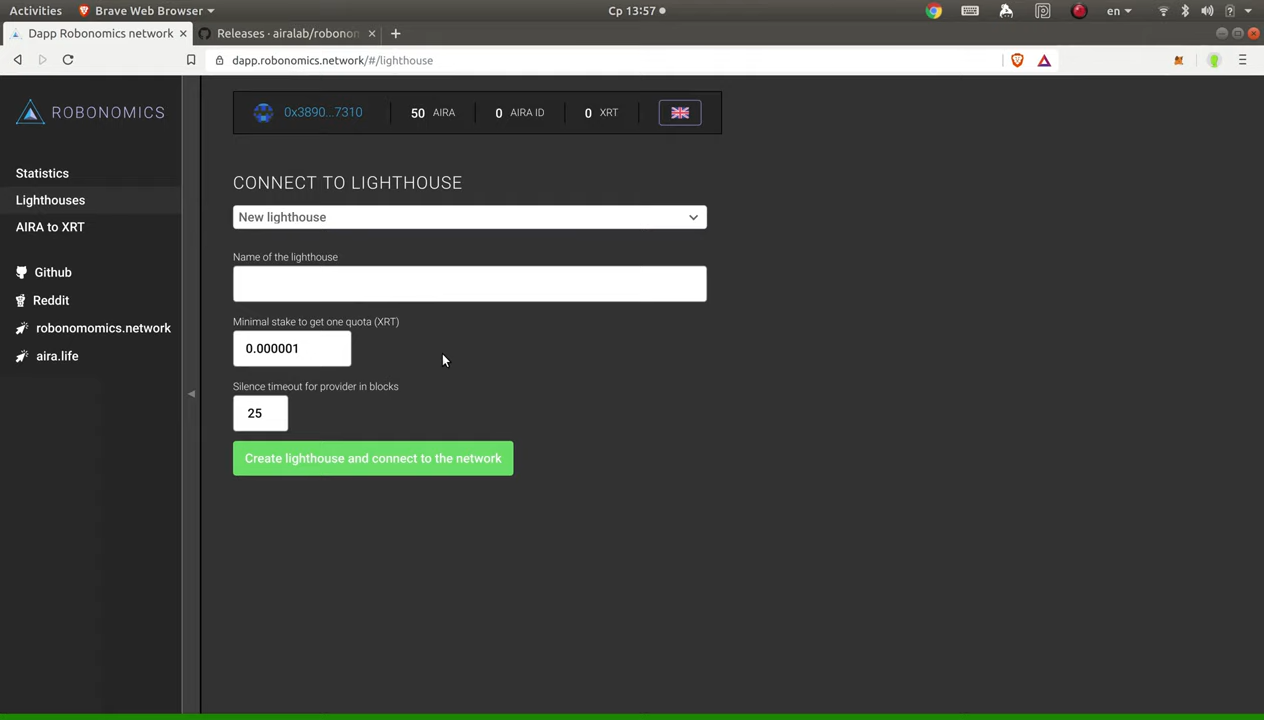 Activities Brave Web Browser Ср 13:57 en
Dapp Robonomics network Releases · airalab/robonom
dapp.robonomics.network/#/lighthouse
ROBONOMICS
Statistics
Lighthouses
AIRA to XRT
Github
Reddit
robonomomics.network
aira.life
0x3890...7310 50 AIRA 0 AIRA ID 0 XRT
CONNECT TO LIGHTHOUSE
New lighthouse
Name of the lighthouse
Minimal stake to get one quota (XRT)
0.000001
Silence timeout for provider in blocks
25
Create lighthouse and connect to the network